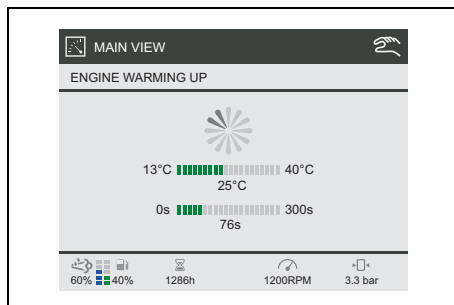 MAIN VIEW
ENGINE WARMING UP
13°C 40°C
25°C
0s 300s
76s
60% 40% 1286h 1200RPM 3.3 bar